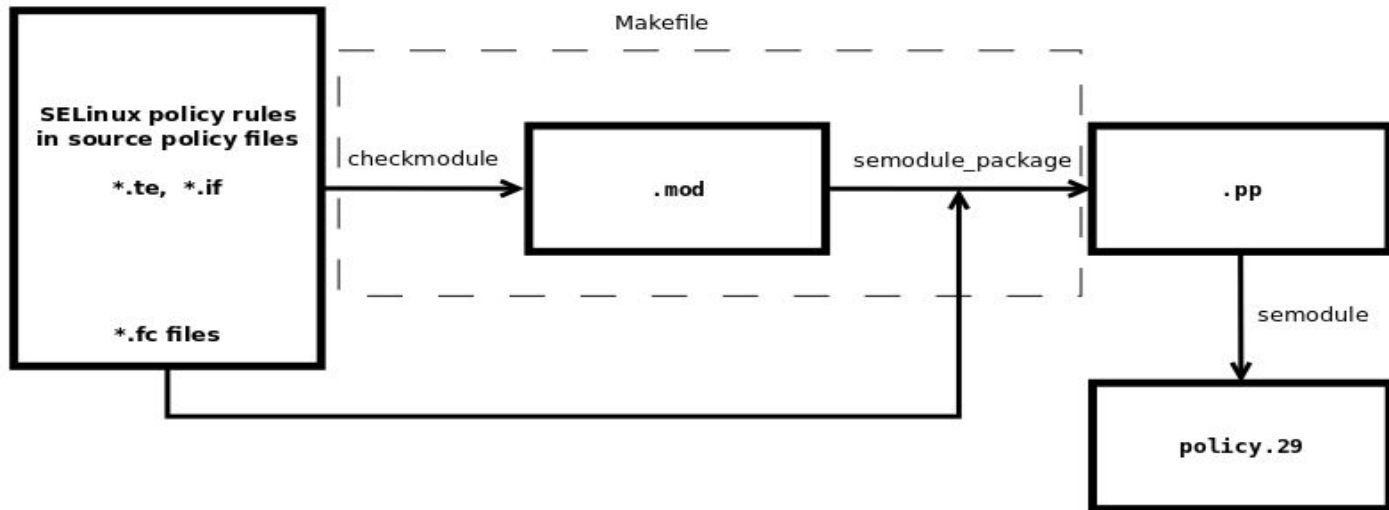 Makefile
SELinux policy rules
in source policy files
*.te, *.if
*.fc files
checkmodule
.mod
semodule_package
.pp
semodule
policy.29